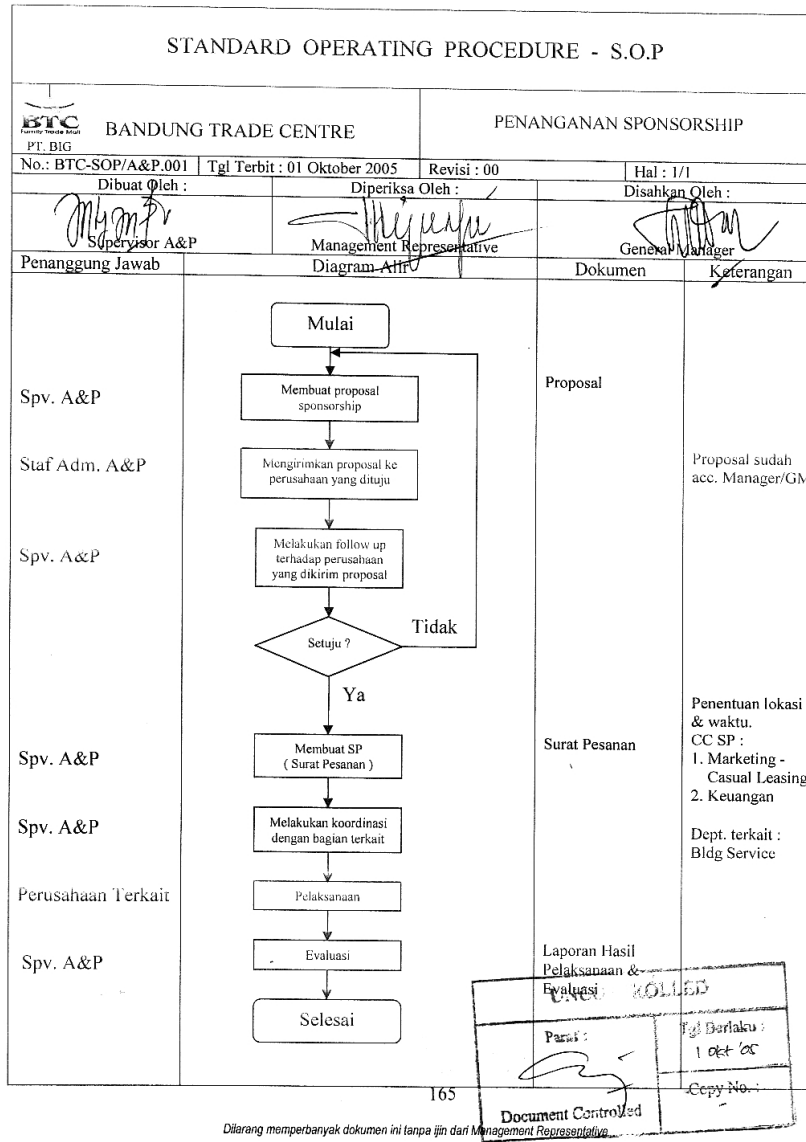 STANDARD OPERATING PROCEDURE - S.O.P
BTC
Family Trade Mall
PT. BIG
BANDUNG TRADE CENTRE
PENANGANAN SPONSORSHIP
No.: BTC-SOP/A&P.001
Tgl Terbit : 01 Oktober 2005
Revisi : 00
Hal : 1/1
Dibuat Oleh :
Diperiksa Oleh :
Disahkan Oleh :
Supervisor A&P
Management Representative
General Manager
Penanggung Jawab
Diagram Alir
Dokumen
Keterangan
Mulai
Spv. A&P
Membuat proposal
sponsorship
Proposal
Staf Adm. A&P
Mengirimkan proposal ke
perusahaan yang dituju
Proposal sudah
acc. Manager/GM
Spv. A&P
Melakukan follow up
terhadap perusahaan
yang dikirim proposal
Setuju ?
Tidak
Ya
Spv. A&P
Membuat SP
( Surat Pesanan )
Surat Pesanan
Penentuan lokasi
& waktu.
CC SP :
1. Marketing -
Casual Leasing
2. Keuangan
Spv. A&P
Melakukan koordinasi
dengan bagian terkait
Dept. terkait :
Bldg Service
Perusahaan Terkait
Pelaksanaan
Spv. A&P
Evaluasi
Laporan Hasil
Pelaksanaan &
Evaluasi
Selesai
Paraf :
Tgl Berlaku :
1 okt '05
Copy No. :
-
Document Controlled
165
Dilarang memperbanyak dokumen ini tanpa ijin dari Management Representative